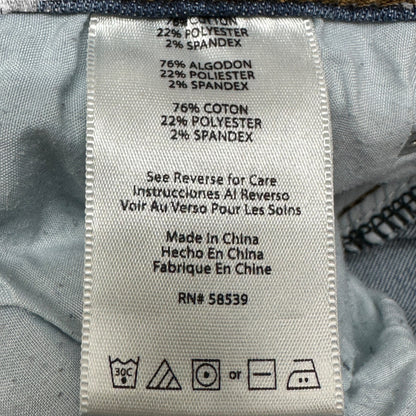 76% COTTON
22% POLYESTER
2% SPANDEX
76% ALGODON
22% POLIESTER
2% SPANDEX
76% COTON
22% POLYESTER
2% SPANDEX
See Reverse for Care
Instrucciones Al Reverso
Voir Au Verso Pour Les Soins
Made In China
Hecho En China
Fabrique En Chine
RN# 58539
30C or